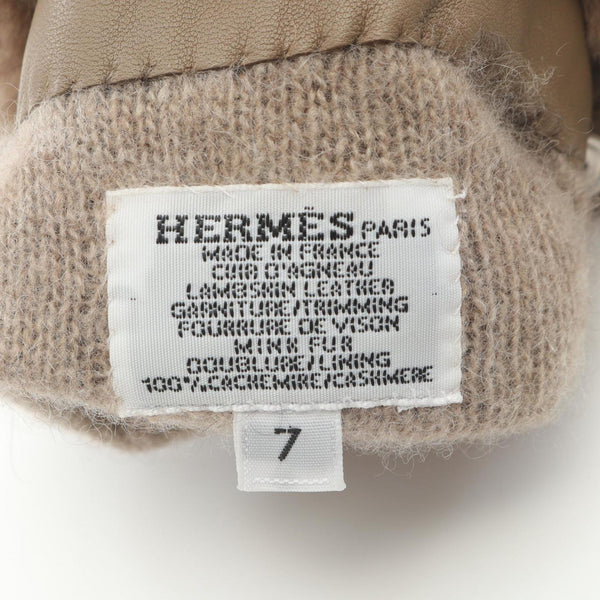 HERMÈS PARIS
MADE IN FRANCE
CUIR D'AGNEAU
LAMBSKIN LEATHER
GARNITURE/TRIMMING
FOURRURE DE VISON
MINK FUR
DOUBLURE/LINING
100%CACHEMIRE/CASHMERE
7